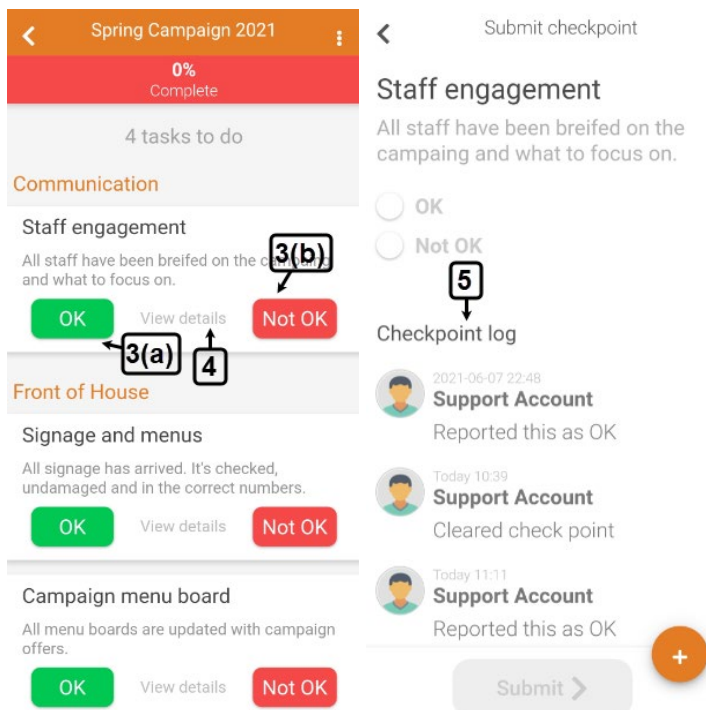 Spring Campaign 2021
0%
Complete
4 tasks to do
Communication
Staff engagement
All staff have been breifed on the campaing
and what to focus on.
3(b)
OK
View details
Not OK
3(a)
4
Front of House
Signage and menus
All signage has arrived. It's checked,
undamaged and in the correct numbers.
OK
View details
Not OK
Campaign menu board
All menu boards are updated with campaign
offers.
OK
View details
Not OK
Submit checkpoint
Staff engagement
All staff have been breifed on the
campaing and what to focus on.
OK
Not OK
5
Checkpoint log
2021-06-07 22:48
Support Account
Reported this as OK
Today 10:39
Support Account
Cleared check point
Today 11:11
Support Account
Reported this as OK
+
Submit